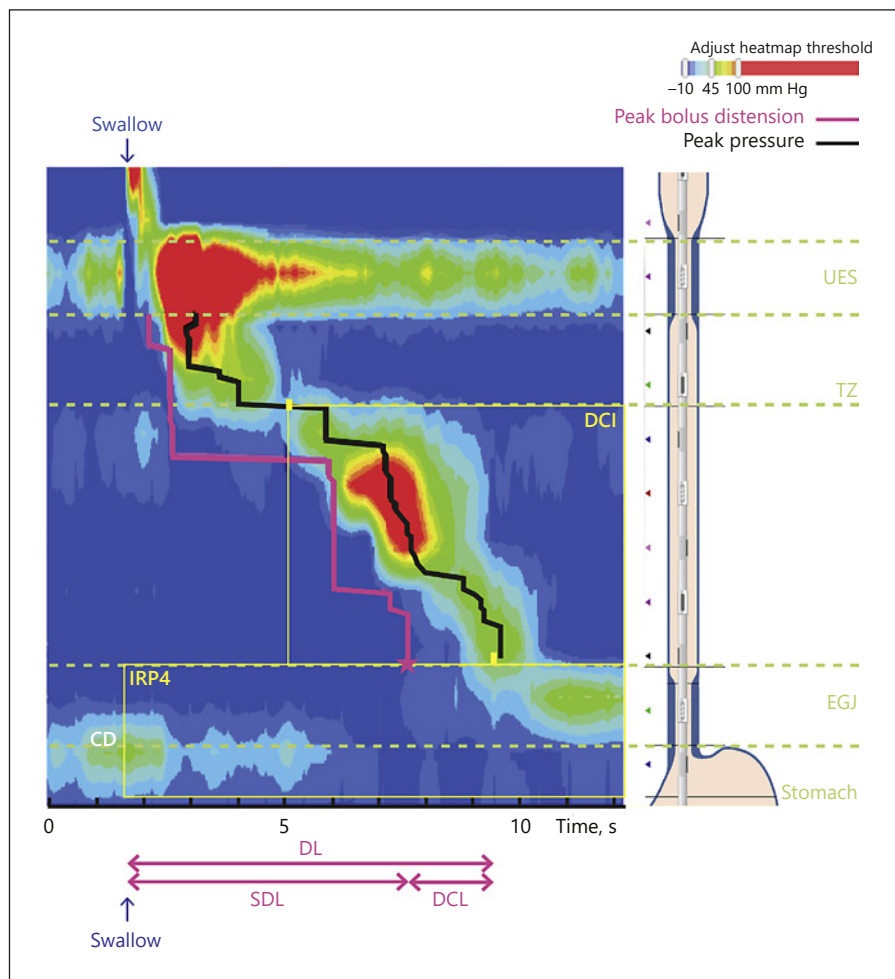 Adjust heatmap threshold
–10 45 100 mm Hg
Peak bolus distension
Peak pressure
Swallow
UES
TZ
DCI
IRP4
EGJ
CD
Stomach
0 5 10 Time, s
DL
SDL DCL
Swallow